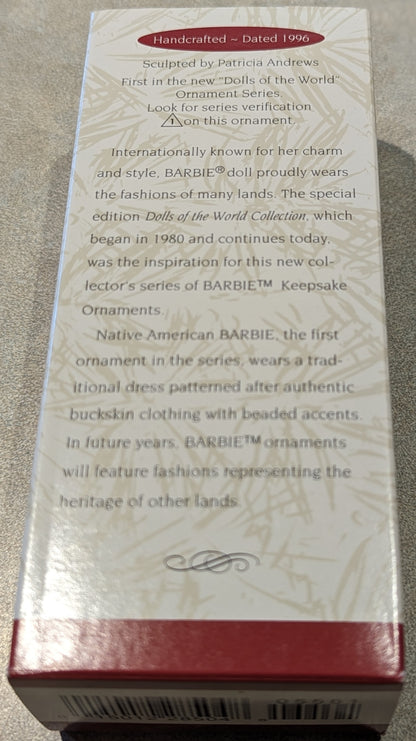 Handcrafted ~ Dated 1996
Sculpted by Patricia Andrews
First in the new "Dolls of the World"
Ornament Series.
Look for series verification
1 on this ornament.
Internationally known for her charm
and style, BARBIE® doll proudly wears
the fashions of many lands. The special
edition Dolls of the World Collection, which
began in 1980 and continues today,
was the inspiration for this new col-
lector's series of BARBIE™ Keepsake
Ornaments.
Native American BARBIE, the first
ornament in the series, wears a trad-
itional dress patterned after authentic
buckskin clothing with beaded accents.
In future years, BARBIE™ ornaments
will feature fashions representing the
heritage of other lands.